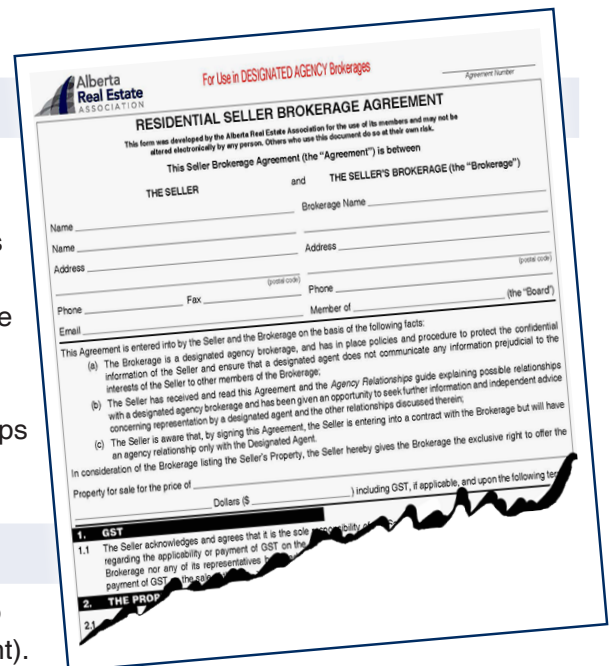 Alberta
Real Estate
ASSOCIATION
For Use in DESIGNATED AGENCY Brokerages
Agreement Number
RESIDENTIAL SELLER BROKERAGE AGREEMENT
This form was developed by the Alberta Real Estate Association for the use of its members and may not be
altered electronically by any person. Others who use this document do so at their own risk.
This Seller Brokerage Agreement (the "Agreement") is between
THE SELLER and THE SELLER'S BROKERAGE (the "Brokerage")
Name
Brokerage Name
Name
Address
Address
(postal code)
(postal code)
Phone Fax
Phone
Email
Member of (the "Board")
This Agreement is entered into by the Seller and the Brokerage on the basis of the following facts:
(a) The Brokerage is a designated agency brokerage, and has in place policies and procedure to protect the confidential
information of the Seller and ensure that a designated agent does not communicate any information prejudicial to the
interests of the Seller to other members of the Brokerage;
(b) The Seller has received and read this Agreement and the Agency Relationships guide explaining possible relationships
with a designated agency brokerage and has been given an opportunity to seek further information and independent advice
concerning representation by a designated agent and the other relationships discussed therein;
(c) The Seller is aware that, by signing this Agreement, the Seller is entering into a contract with the Brokerage but will have
an agency relationship only with the Designated Agent.
In consideration of the Brokerage listing the Seller's Property, the Seller hereby gives the Brokerage the exclusive right to offer the
Property for sale for the price of
Dollars ($ ) including GST, if applicable, and upon the following
1. GST
1.1 The Seller acknowledges and agrees that it is the sole
regarding the applicability or payment of GST on the
Brokerage nor any of its representatives
payment of GST the sale
2. THE PROP
2.1